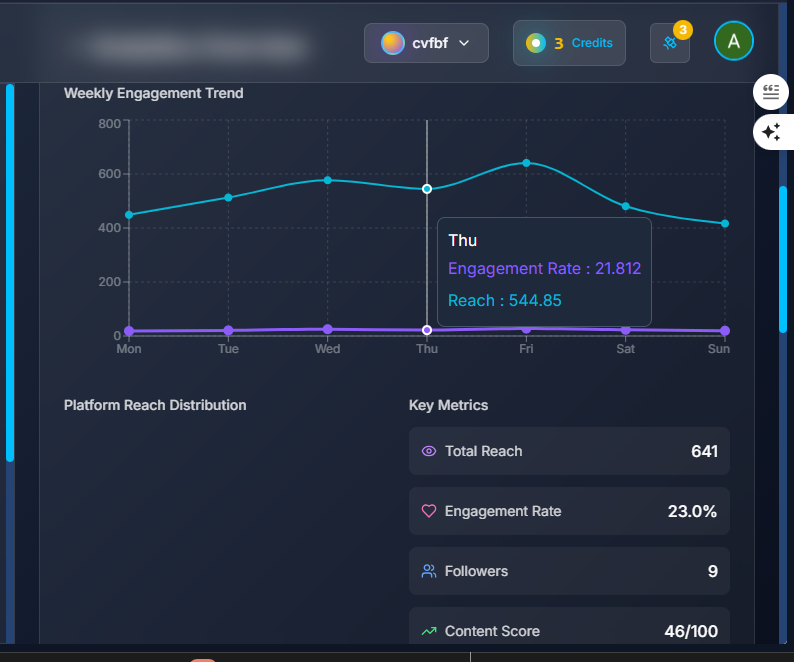 cvfbf
3 Credits
3
A
Weekly Engagement Trend
800
600
400
200
0
Mon Tue Wed Thu Fri Sat Sun
Thu
Engagement Rate : 21.812
Reach : 544.85
Platform Reach Distribution
Key Metrics
Total Reach 641
Engagement Rate 23.0%
Followers 9
Content Score 46/100